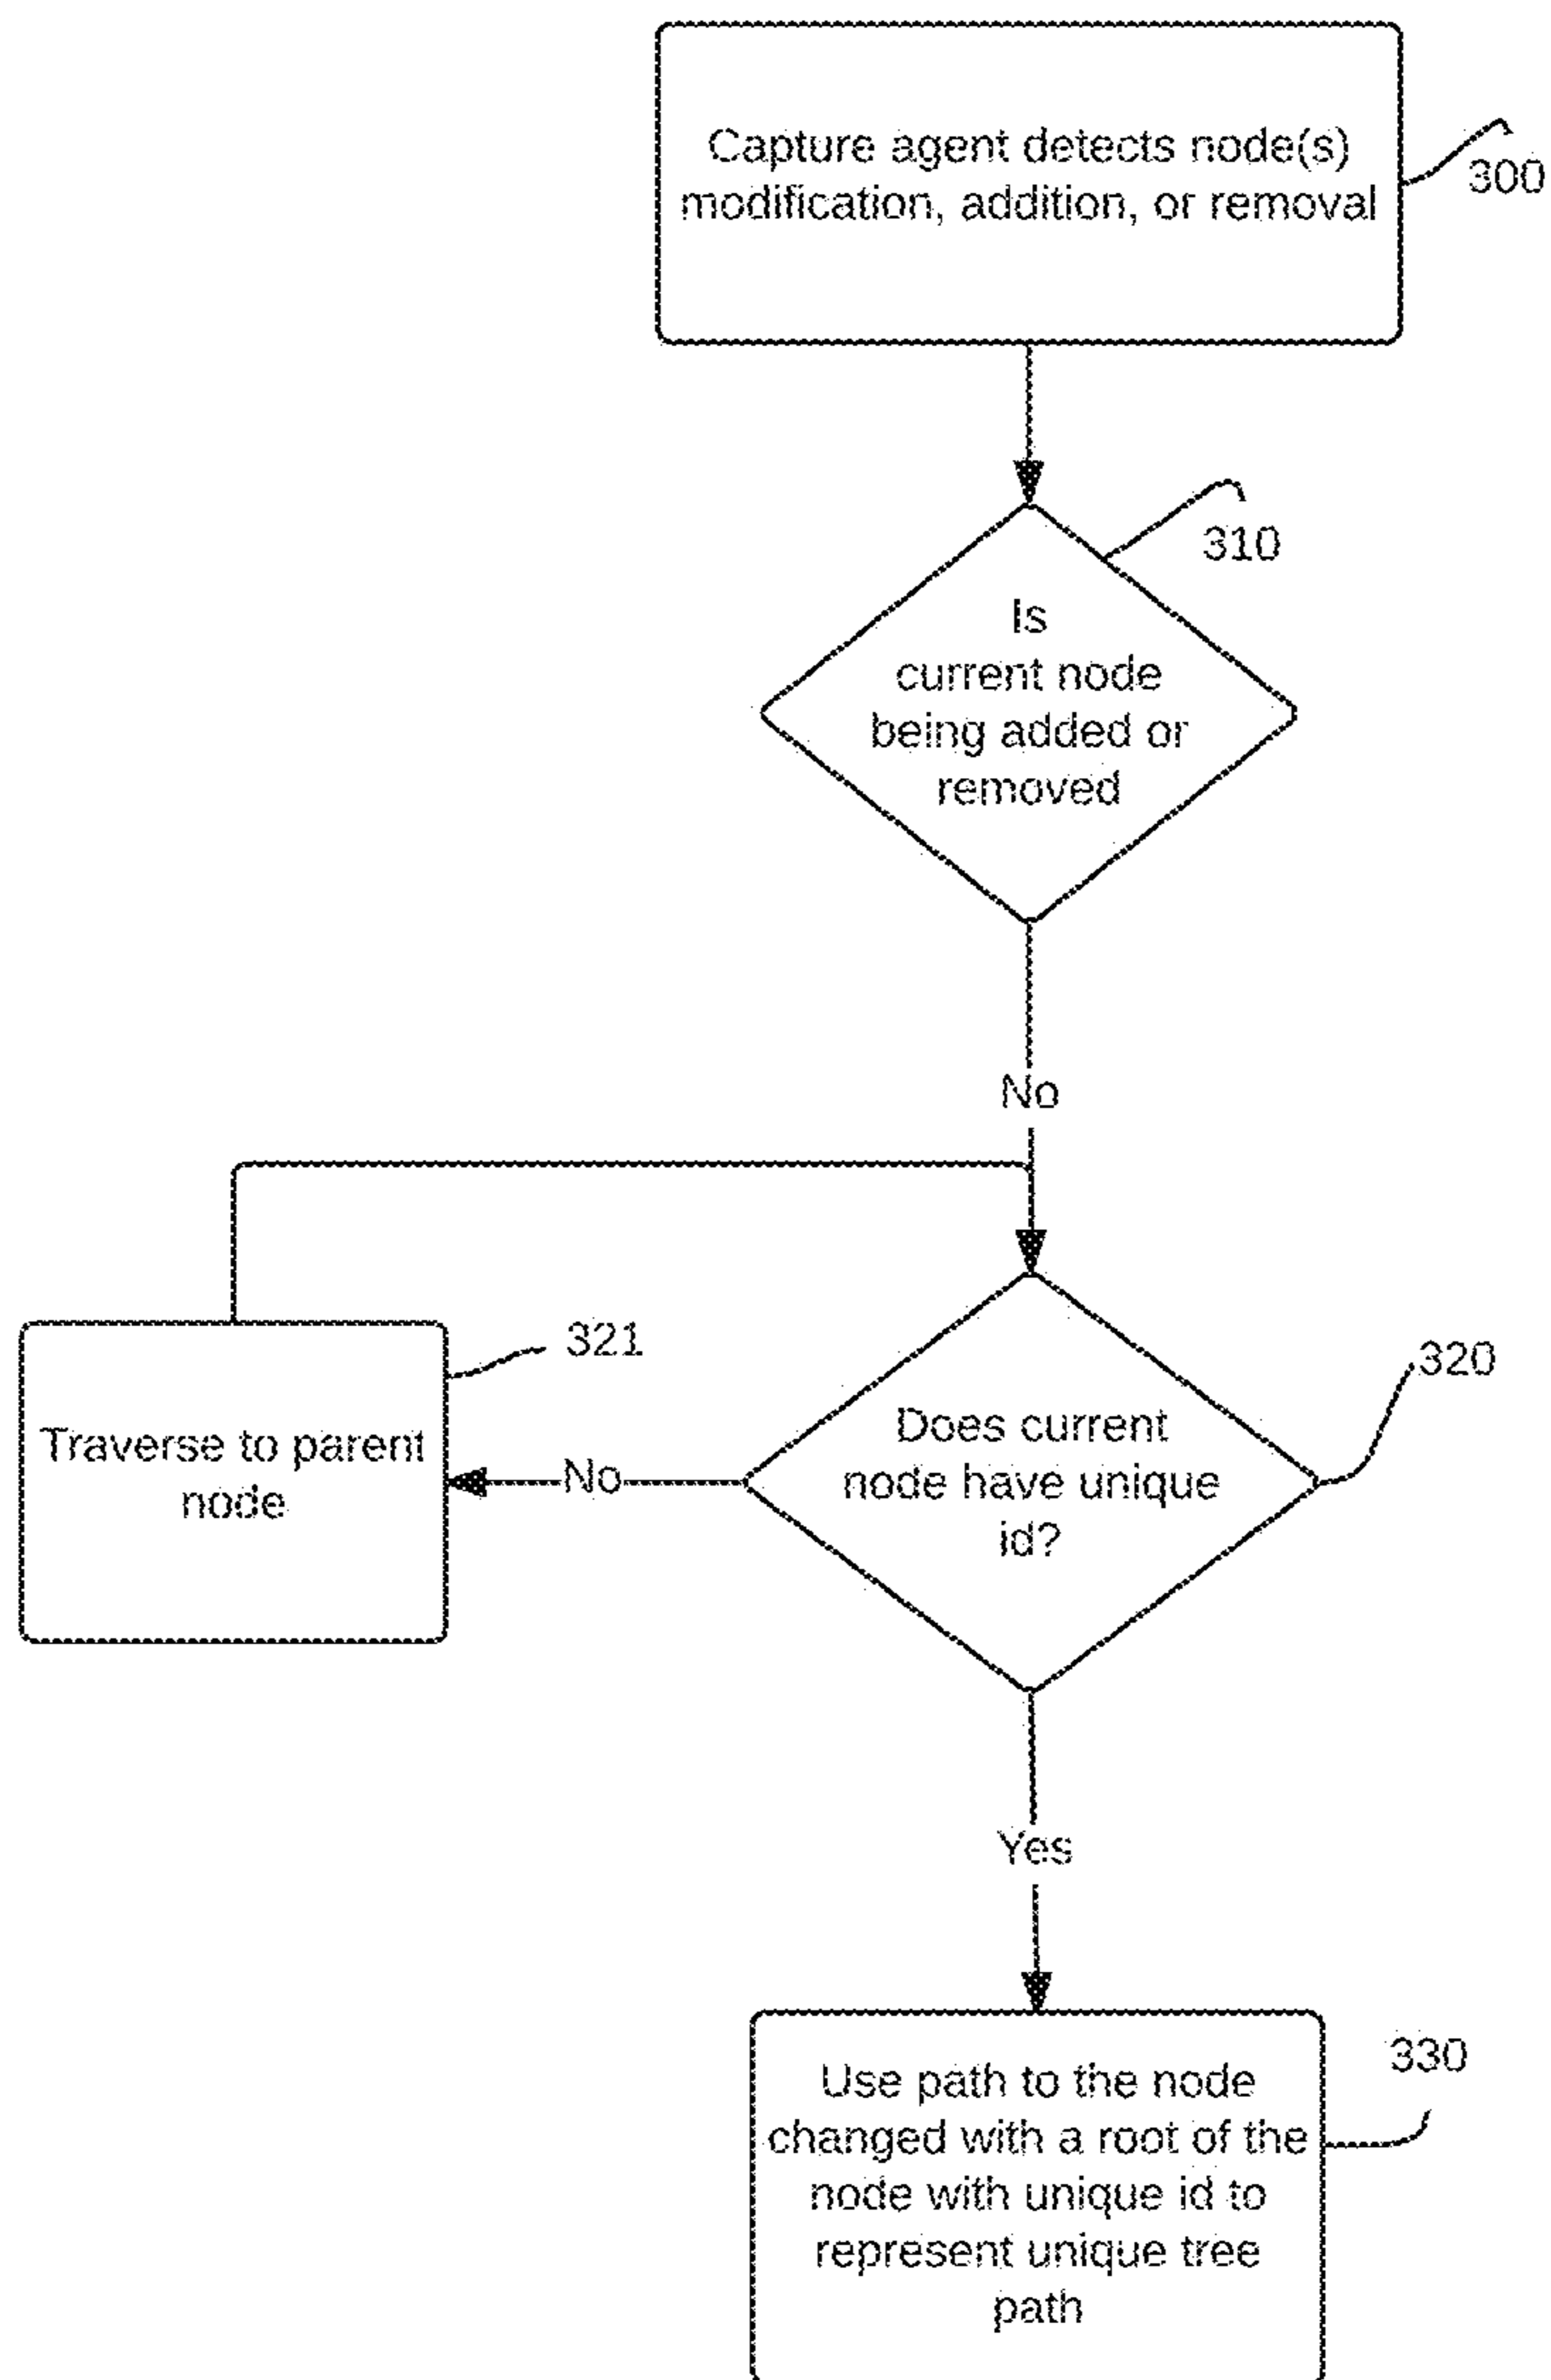 Capture agent detects node(s)
modification, addition, or removal
300
310
Is
current node
being added or
removed
No
321
320
Traverse to parent
node
No
Does current
node have unique
id?
Yes
330
Use path to the node
changed with a root of the
node with unique id to
represent unique tree
path